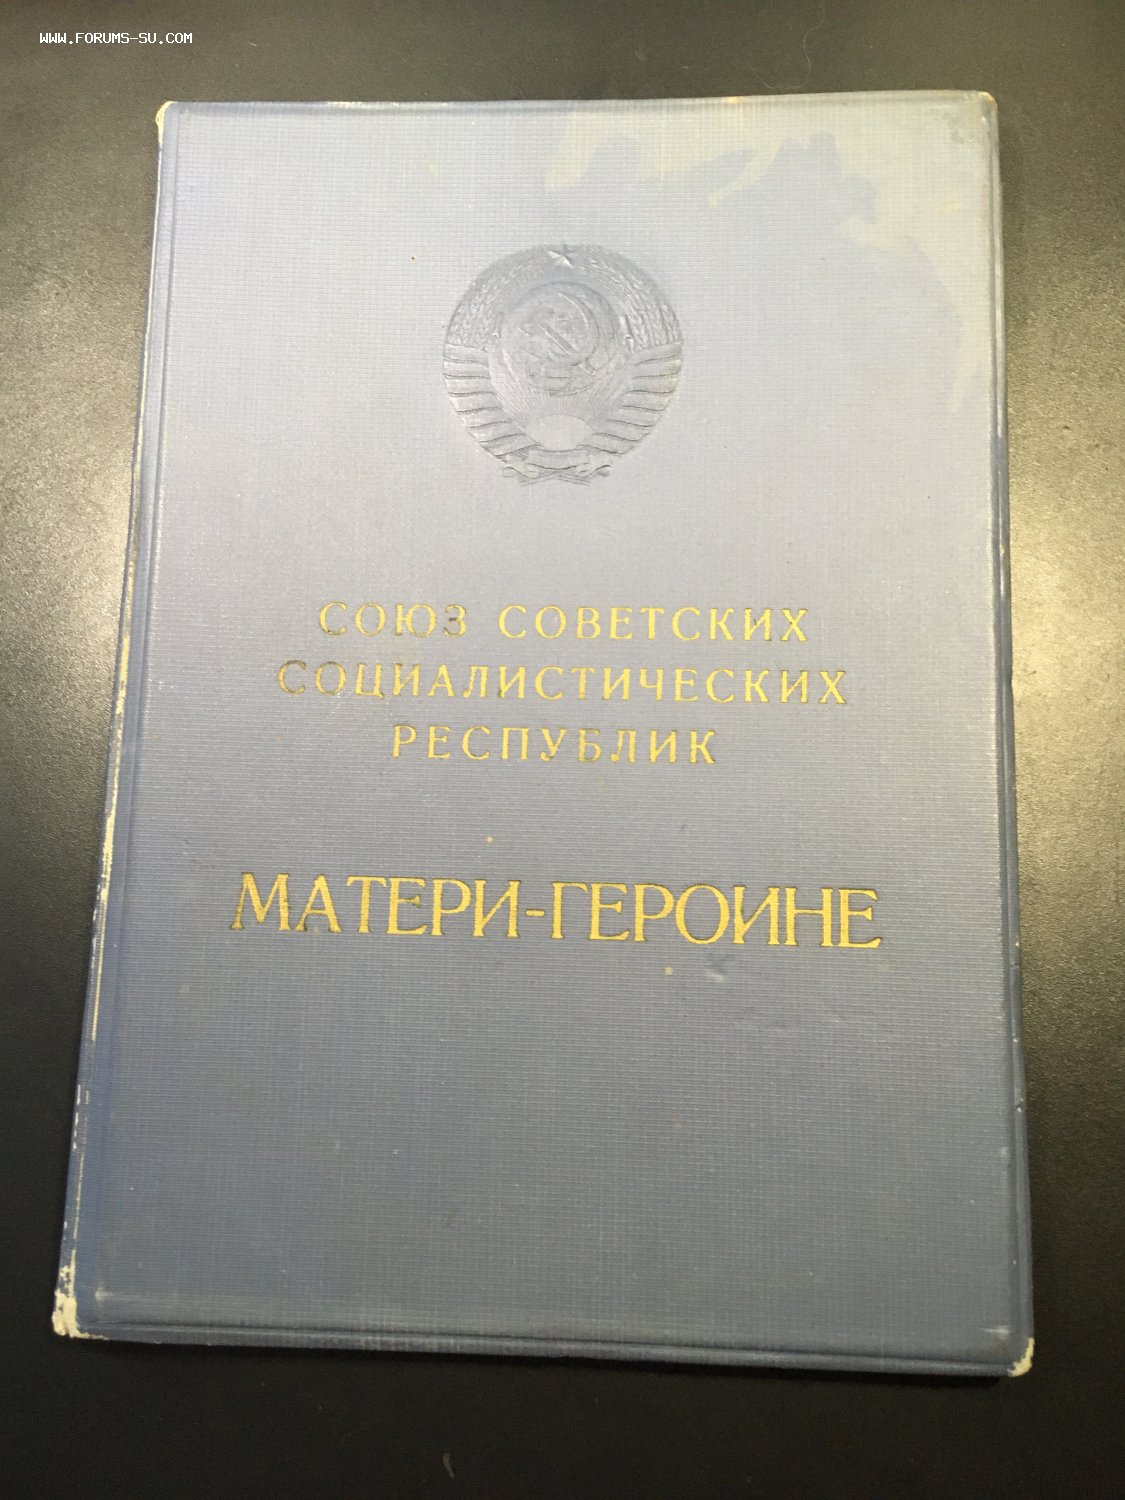 WWW.FORUMS-SU.COM
СОЮЗ СОВЕТСКИХ
СОЦИАЛИСТИЧЕСКИХ
РЕСПУБЛИК
МАТЕРИ-ГЕРОИНЕ